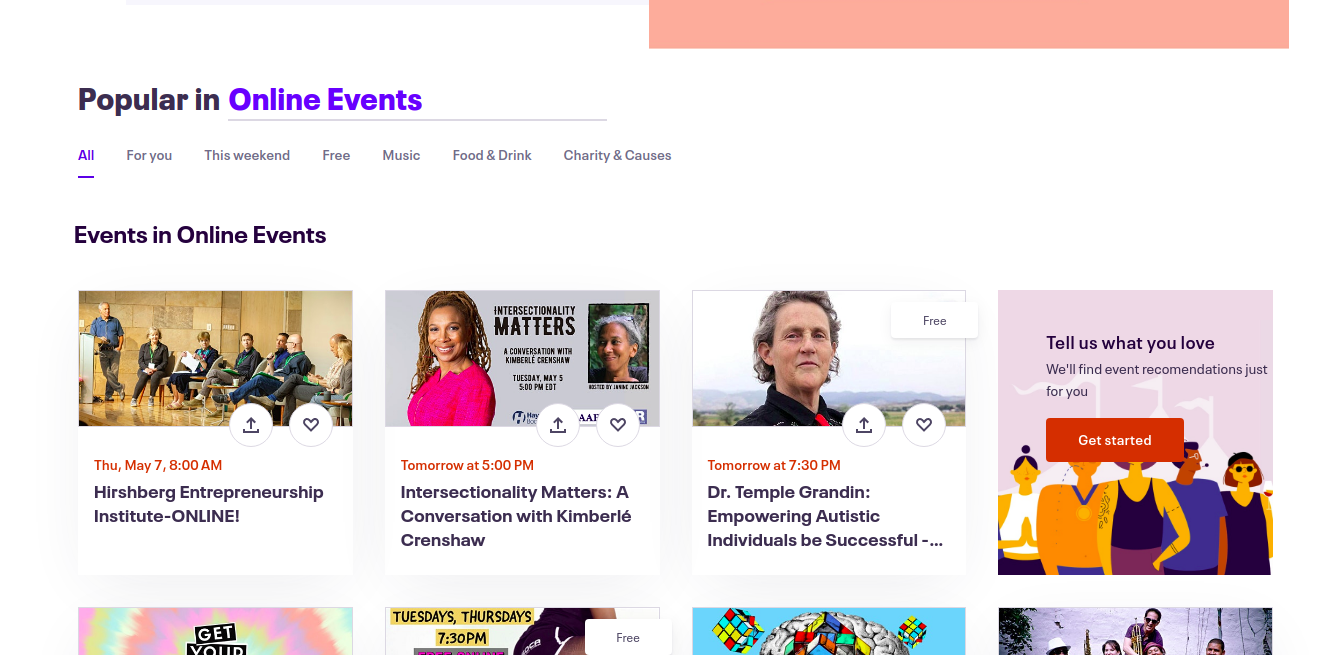 Popular in Online Events
All
For you
This weekend
Free
Music
Food & Drink
Charity & Causes
Events in Online Events
INTERSECTIONALITY
MATTERS
A CONVERSATION WITH
KIMBERLÉ CRENSHAW
TUESDAY, MAY 5
5:00 PM EDT
HOSTED BY JANINE JACKSON
Thu, May 7, 8:00 AM
Hirshberg Entrepreneurship
Institute-ONLINE!
Tomorrow at 5:00 PM
Intersectionality Matters: A
Conversation with Kimberlé
Crenshaw
Free
Tomorrow at 7:30 PM
Dr. Temple Grandin:
Empowering Autistic
Individuals be Successful -...
Tell us what you love
We'll find event recomendations just
for you
Get started
GET
YOUR
TUESDAYS, THURSDAYS
7:30PM
FREE ONLINE
Free